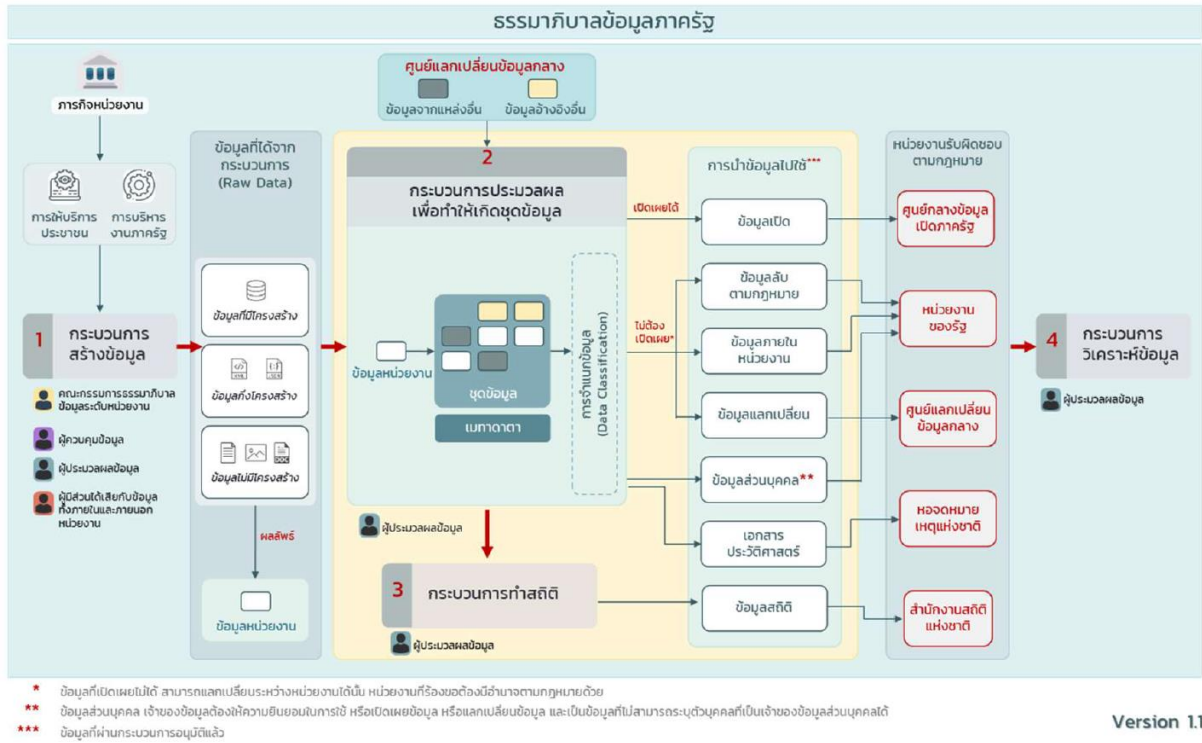 ธรรมาภิบาลข้อมูลภาครัฐ
ภารกิจหน่วยงาน
การให้บริการ
ประชาชน
การบริหาร
งานภาครัฐ
1
กระบวนการ
สร้างข้อมูล
คณะกรรมการธรรมาภิบาล
ข้อมูลระดับหน่วยงาน
ผู้ควบคุมข้อมูล
ผู้ประมวลผลข้อมูล
ผู้มีส่วนได้เสียกับข้อมูล
ทั้งภายในและภายนอก
หน่วยงาน
ข้อมูลที่ได้จาก
กระบวนการ
(Raw Data)
ข้อมูลที่มีโครงสร้าง
ข้อมูลกึ่งโครงสร้าง
ข้อมูลไม่มีโครงสร้าง
ผลลัพธ์
ข้อมูลหน่วยงาน
ศูนย์แลกเปลี่ยนข้อมูลกลาง
ข้อมูลจากแหล่งอื่น
ข้อมูลอ้างอิงอื่น
2
กระบวนการประมวลผล
เพื่อทำให้เกิดชุดข้อมูล
ข้อมูลหน่วยงาน
ชุดข้อมูล
เมทาดาตา
การจำแนกข้อมูล
(Data Classification)
ผู้ประมวลผลข้อมูล
3
กระบวนการทำสถิติ
ผู้ประมวลผลข้อมูล
เปิดเผยได้
ไม่ต้อง
เปิดเผย*
การนำข้อมูลไปใช้***
ข้อมูลเปิด
ข้อมูลลับ
ตามกฎหมาย
ข้อมูลภายใน
หน่วยงาน
ข้อมูลแลกเปลี่ยน
ข้อมูลส่วนบุคคล**
เอกสาร
ประวัติศาสตร์
ข้อมูลสถิติ
หน่วยงานรับผิดชอบ
ตามกฎหมาย
ศูนย์กลางข้อมูล
เปิดภาครัฐ
หน่วยงาน
ของรัฐ
ศูนย์แลกเปลี่ยน
ข้อมูลกลาง
หอจดหมาย
เหตุแห่งชาติ
สำนักงานสถิติ
แห่งชาติ
4
กระบวนการ
วิเคราะห์ข้อมูล
ผู้ประมวลผลข้อมูล
* ข้อมูลที่เปิดเผยไม่ได้ สามารถแลกเปลี่ยนระหว่างหน่วยงานได้นั้น หน่วยงานที่ร้องขอต้องมีอำนาจตามกฎหมายด้วย
** ข้อมูลส่วนบุคคล เจ้าของข้อมูลต้องให้ความยินยอมในการใช้ หรือเปิดเผยข้อมูล หรือแลกเปลี่ยนข้อมูล และเป็นข้อมูลที่ไม่สามารถระบุตัวบุคคลที่เป็นเจ้าของข้อมูลส่วนบุคคลได้
*** ข้อมูลที่ผ่านกระบวนการอนุมัติแล้ว
Version 1.1